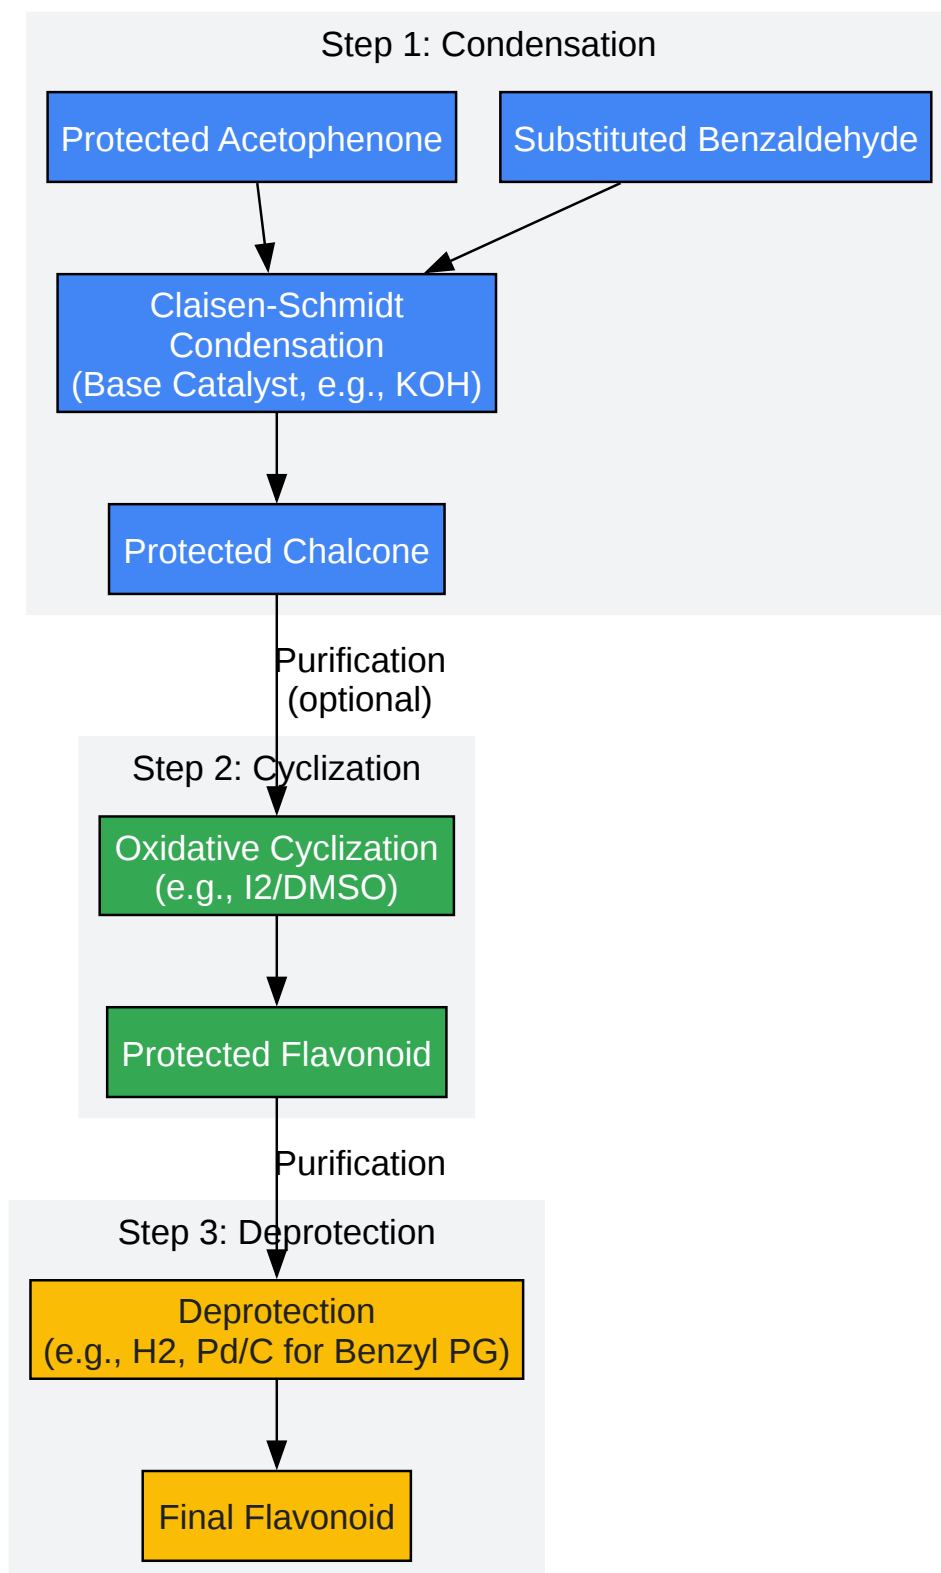 Step 1: Condensation
Protected Acetophenone
Substituted Benzaldehyde
Claisen-Schmidt
Condensation
(Base Catalyst, e.g., KOH)
Protected Chalcone
Purification
(optional)
Step 2: Cyclization
Oxidative Cyclization
(e.g., I2/DMSO)
Protected Flavonoid
Purification
Step 3: Deprotection
Deprotection
(e.g., H2, Pd/C for Benzyl PG)
Final Flavonoid